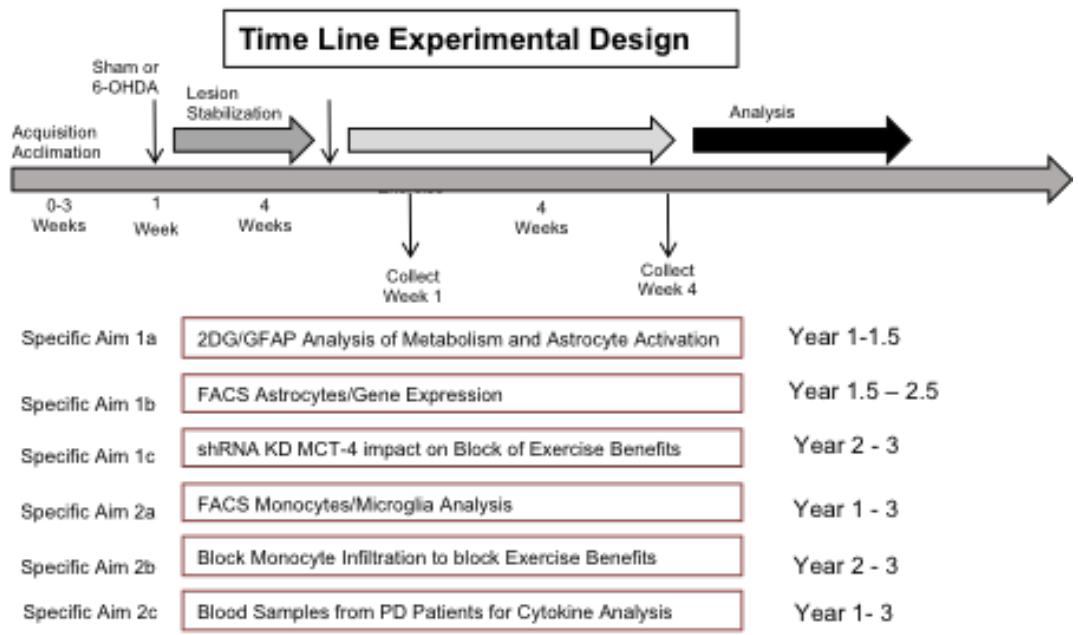 Time Line Experimental Design
Sham or
6-OHDA
Lesion
Stabilization
Analysis
Acquisition
Acclimation
0-3
Weeks
1
Week
4
Weeks
4
Weeks
Collect
Week 1
Collect
Week 4
Specific Aim 1a
2DG/GFAP Analysis of Metabolism and Astrocyte Activation
Year 1-1.5
Specific Aim 1b
FACS Astrocytes/Gene Expression
Year 1.5 – 2.5
Specific Aim 1c
shRNA KD MCT-4 impact on Block of Exercise Benefits
Year 2 - 3
Specific Aim 2a
FACS Monocytes/Microglia Analysis
Year 1 - 3
Specific Aim 2b
Block Monocyte Infiltration to block Exercise Benefits
Year 2 - 3
Specific Aim 2c
Blood Samples from PD Patients for Cytokine Analysis
Year 1- 3